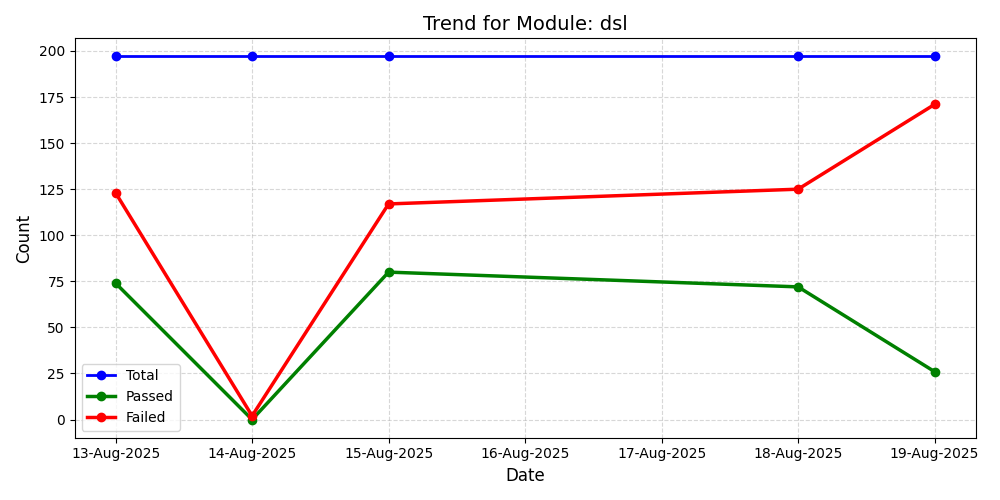 Trend for Module: dsl
200
175
150
125
100
75
50
25
0
Count
Total
Passed
Failed
13-Aug-2025 14-Aug-2025 15-Aug-2025 16-Aug-2025 17-Aug-2025 18-Aug-2025 19-Aug-2025
Date